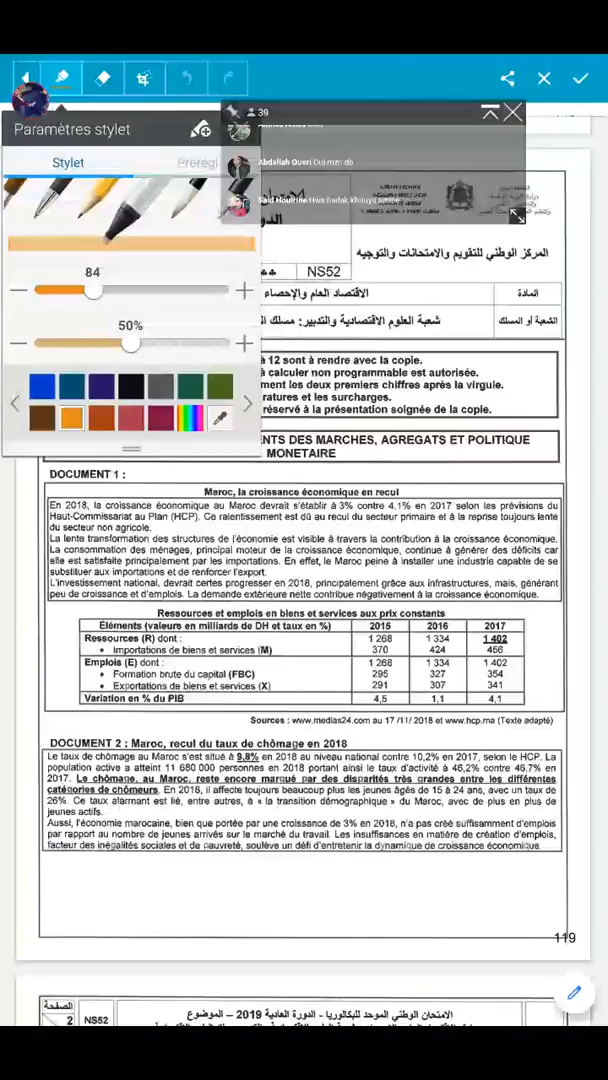 39
Paramètres stylet
Stylet
Prérégl
Abdallah Oueri Dui mzn db
Said Nourrine Hwa hadak khouya amine
84
50%
المركز الوطني للتقويم والامتحانات والتوجيه
NS52
المادة
الاقتصاد العام والإحصاء
الشعبة أو المسلك
شعبة العلوم الاقتصادية والتدبير: مسلك ال
à 12 sont à rendre avec la copie.
à calculer non programmable est autorisée.
ment les deux premiers chiffres après la virgule.
ratures et les surcharges.
réservé à la présentation soignée de la copie.
ENTS DES MARCHES, AGREGATS ET POLITIQUE
MONETAIRE
DOCUMENT 1 :
Maroc, la croissance économique en recul
En 2018, la croissance économique au Maroc devrait s'établir à 3% contre 4,1% en 2017 selon les prévisions du
Haut-Commissariat au Plan (HCP). Ce ralentissement est dû au recul du secteur primaire et à la reprise toujours lente
du secteur non agricole.
La lente transformation des structures de l'économie est visible à travers la contribution à la croissance économique.
La consommation des ménages, principal moteur de la croissance économique, continue à générer des déficits car
elle est satisfaite principalement par les importations. En effet, le Maroc peine à installer une industrie capable de se
substituer aux importations et de renforcer l'export.
L'investissement national, devrait certes progresser en 2018, principalement grâce aux infrastructures, mais, générant
peu de croissance et d'emplois. La demande extérieure nette contribue négativement à la croissance économique.
Ressources et emplois en biens et services aux prix constants
Eléments (valeurs en milliards de DH et taux en %) 2015 2016 2017
Ressources (R) dont : 1 268 1 334 1 402
• Importations de biens et services (M) 370 424 456
Emplois (E) dont : 1 268 1 334 1 402
• Formation brute du capital (FBC) 295 327 354
• Exportations de biens et services (X) 291 307 341
Variation en % du PIB 4,5 1,1 4,1
Sources : www.medias24.com au 17 /11/ 2018 et www.hcp.ma (Texte adapté)
DOCUMENT 2 : Maroc, recul du taux de chômage en 2018
Le taux de chômage au Maroc s'est situé à 9,8% en 2018 au niveau national contre 10,2% en 2017, selon le HCP. La
population active a atteint 11 680 000 personnes en 2018 portant ainsi le taux d'activité à 46,2% contre 46,7% en
2017. Le chômage, au Maroc, reste encore marqué par des disparités très grandes entre les différentes
catégories de chômeurs. En 2018, il affecte toujours beaucoup plus les jeunes âgés de 15 à 24 ans, avec un taux de
26%. Ce taux alarmant est lié, entre autres, à « la transition démographique » du Maroc, avec de plus en plus de
jeunes actifs.
Aussi, l'économie marocaine, bien que portée par une croissance de 3% en 2018, n'a pas créé suffisamment d'emplois
par rapport au nombre de jeunes arrivés sur le marché du travail. Les insuffisances en matière de création d'emplois,
facteur des inégalités sociales et de pauvreté, soulève un défi d'entretenir la dynamique de croissance économique.
119
الصفحة
2
NS52
الامتحان الوطني الموحد للبكالوريا - الدورة العادية 2019 – الموضوع